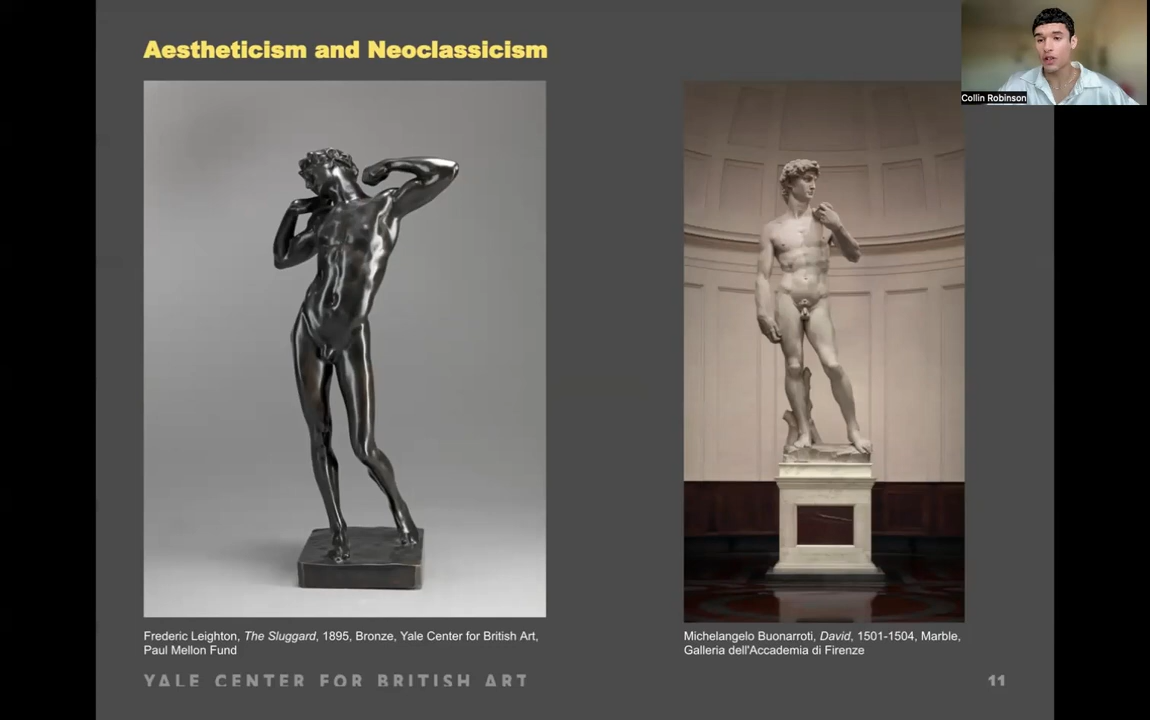 Aestheticism and Neoclassicism
Collin Robinson
Frederic Leighton, The Sluggard, 1895, Bronze, Yale Center for British Art,
Paul Mellon Fund
Michelangelo Buonarroti, David, 1501-1504, Marble,
Galleria dell'Accademia di Firenze
YALE CENTER FOR BRITISH ART
11